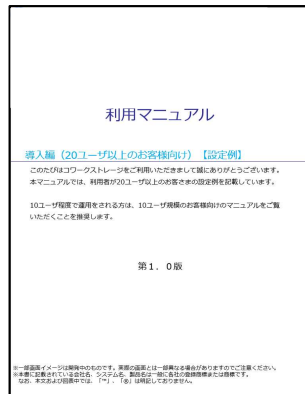 利用マニュアル
導入編（20ユーザ以上のお客様向け）【設定例】
このたびはコワークストレージをご利用いただきまして誠にありがとうございます。
本マニュアルでは、利用者が20ユーザ以上のお客さまの設定例を記載しています。
10ユーザ程度で運用をされる方は、10ユーザ規模のお客様向けのマニュアルをご覧
いただくことを推奨します。
第１．０版
※一部画面イメージは開発中のものです。実際の画面とは一部異なる場合がありますのでご注意ください。
※本書に記載されている会社名、システム名、製品名は一般に各社の登録商標または商標です。
なお、本文および図表中では、「™」、「®」は明記しておりません。